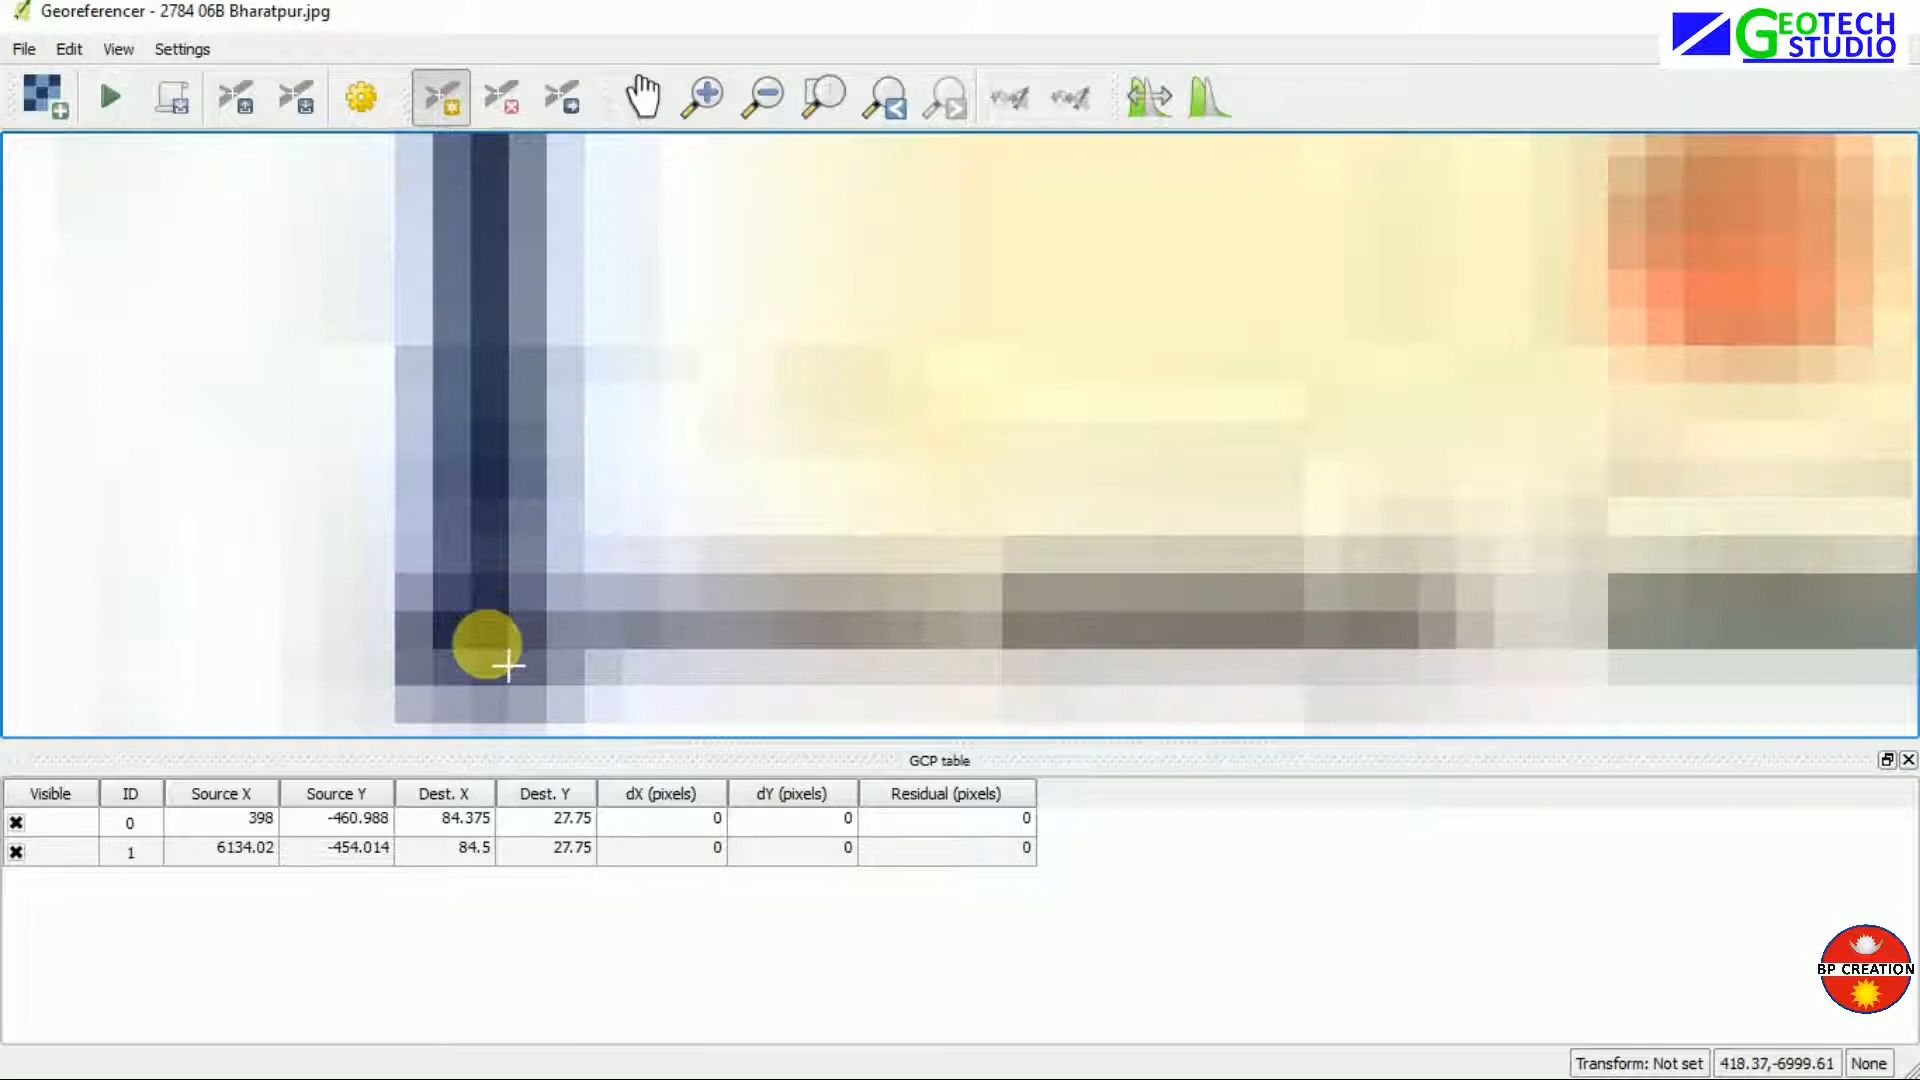 Georeferencer - 2784 06B Bharatpur.jpg
GEOTECH
STUDIO
File Edit View Settings
GCP table
Visible ID Source X Source Y Dest. X Dest. Y dX (pixels) dY (pixels) Residual (pixels)
0 398 -460.988 84.375 27.75 0 0 0
1 6134.02 -454.014 84.5 27.75 0 0 0
BP CREATION
Transform: Not set 418.37,-6999.61 None